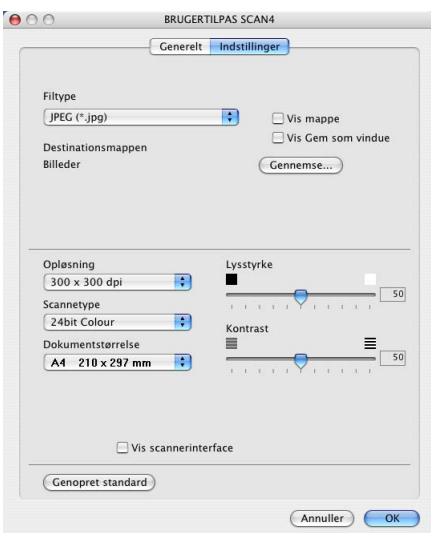 BRUGERTILPAS SCAN4
Generelt Indstillinger
Filtype
JPEG (*.jpg)
Vis mappe
Vis Gem som vindue
Destinationsmappen
Billeder
Gennemse...
Opløsning
300 x 300 dpi
Scannetype
24bit Colour
Dokumentstørrelse
A4 210 x 297 mm
Lysstyrke
50
Kontrast
50
Vis scannerinterface
Genopret standard
Annuller OK